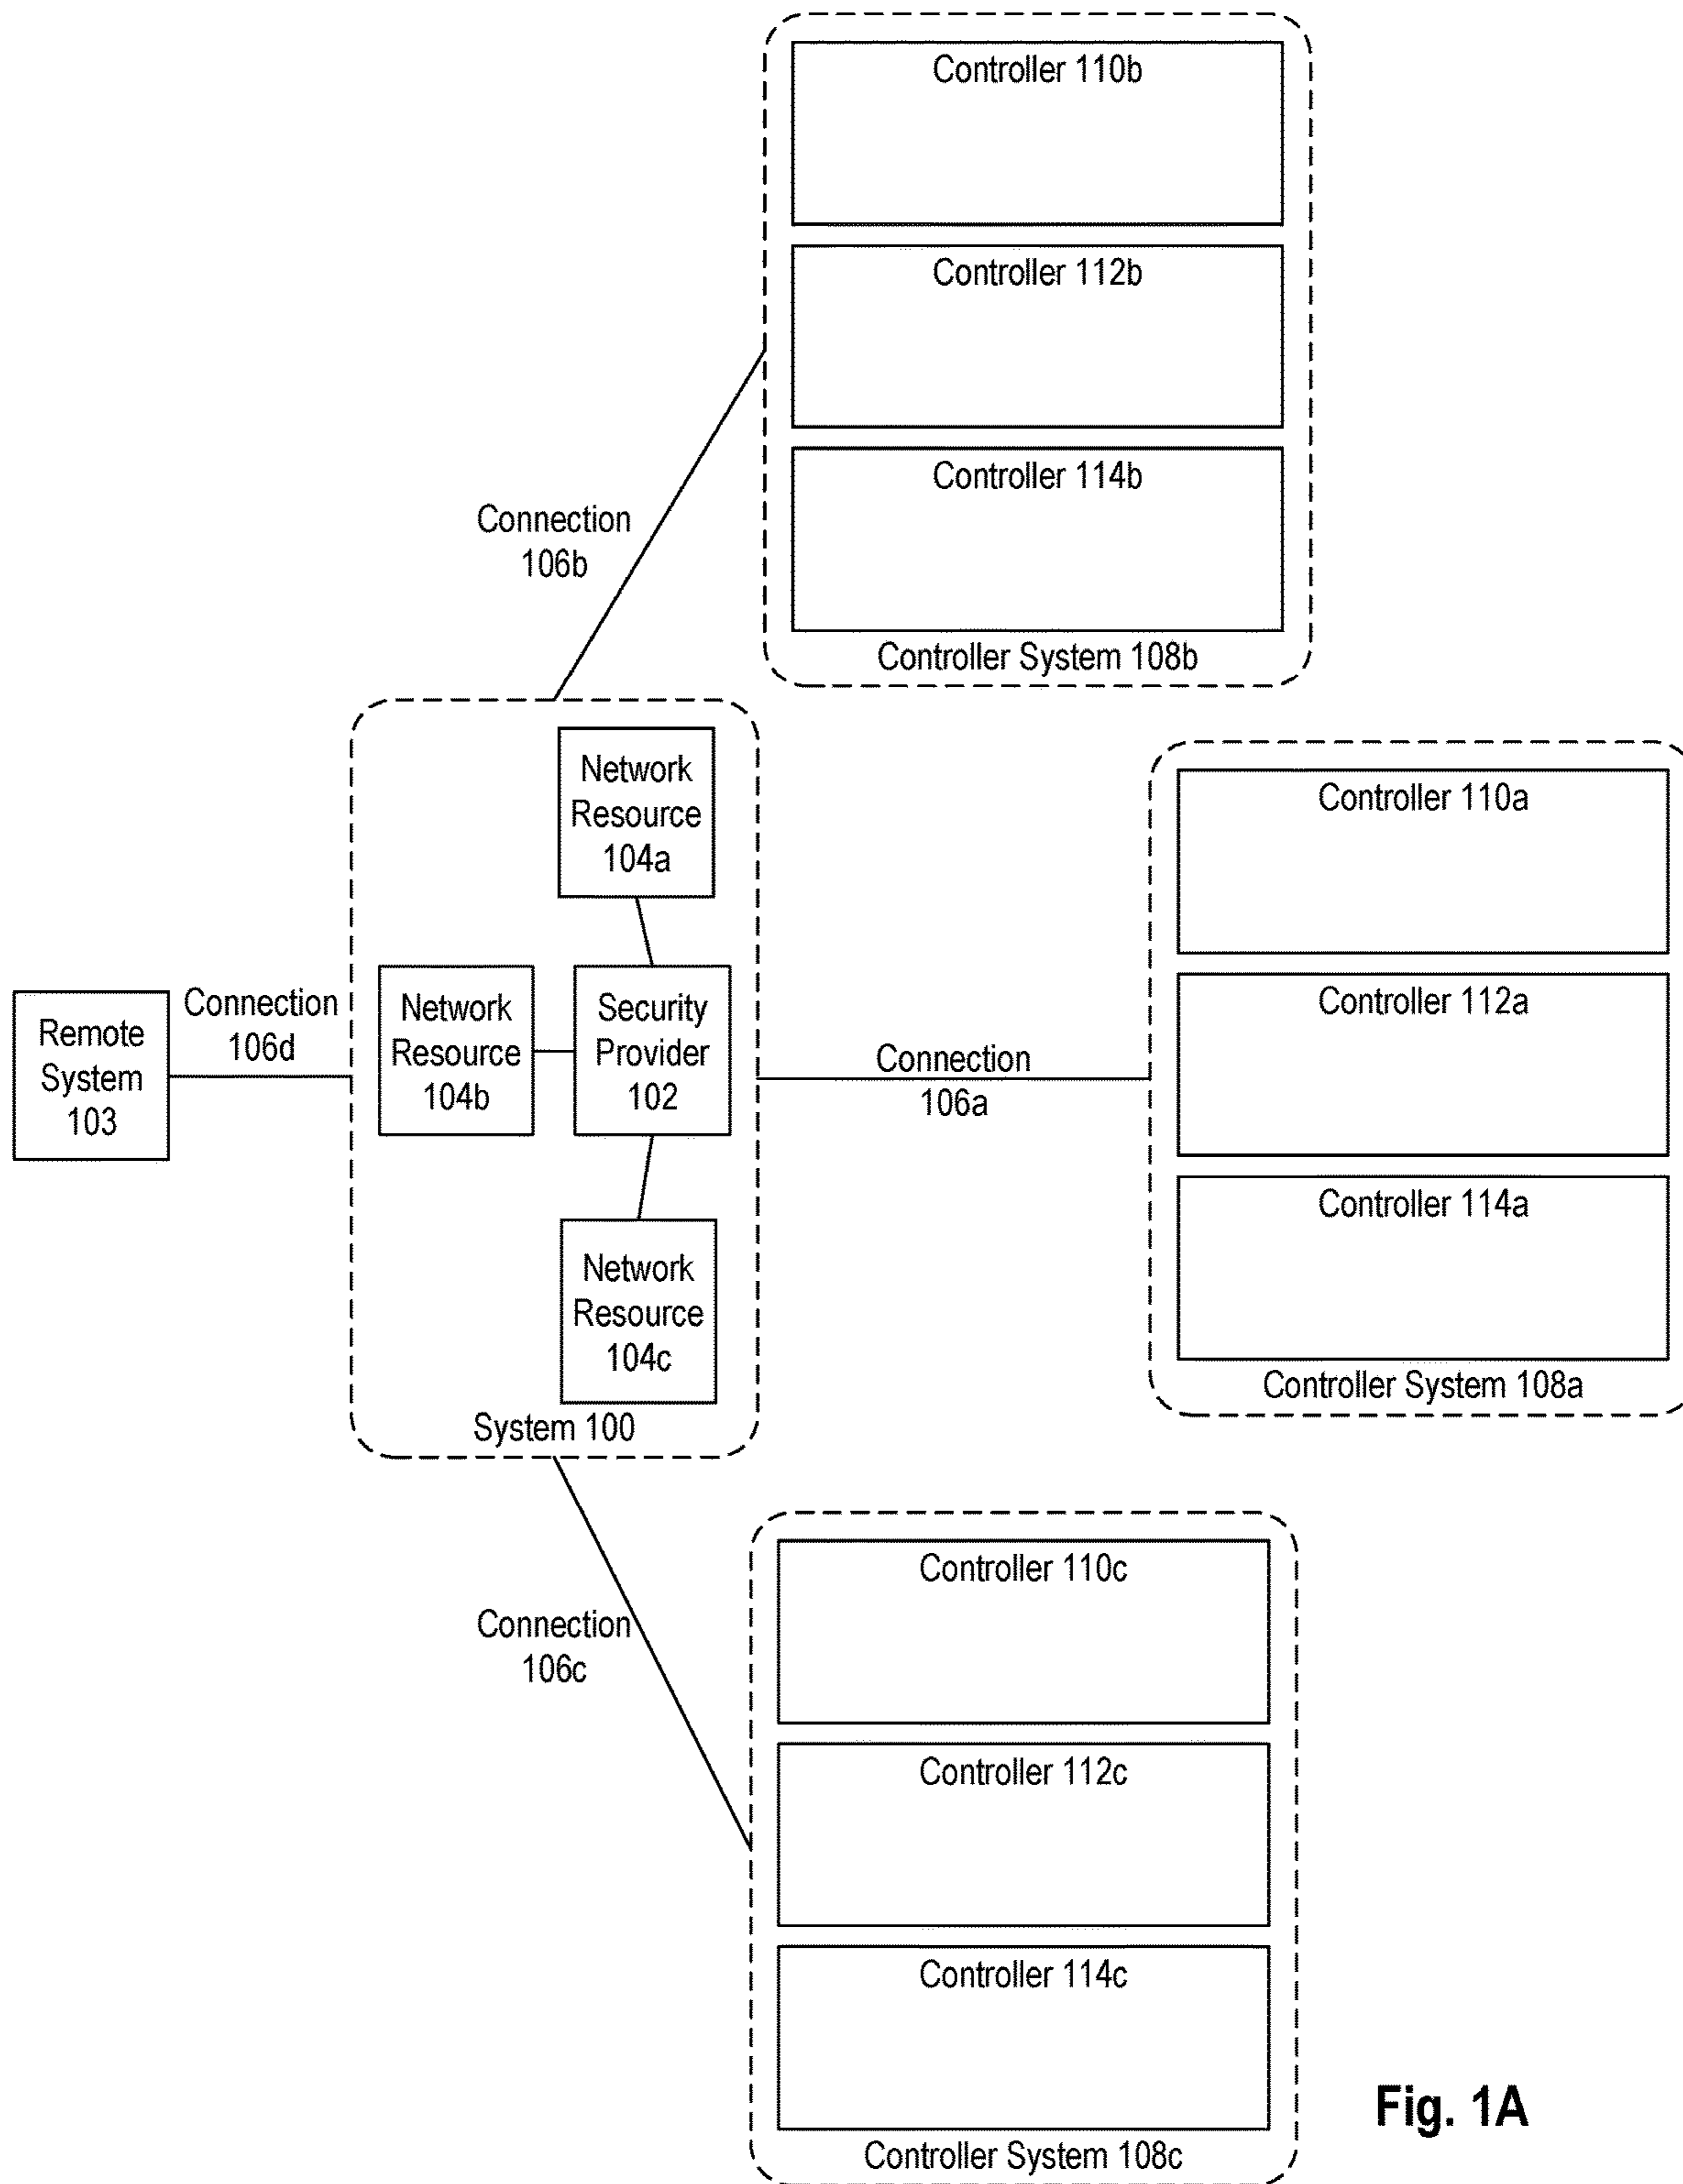 Controller 110b
Controller 112b
Controller 114b
Controller System 108b
Connection
106b
Network
Resource
104a
Controller 110a
Controller 112a
Controller 114a
Controller System 108a
Remote
System
103
Connection
106d
Network
Resource
104b
Security
Provider
102
Connection
106a
Network
Resource
104c
System 100
Connection
106c
Controller 110c
Controller 112c
Controller 114c
Controller System 108c
Fig. 1A